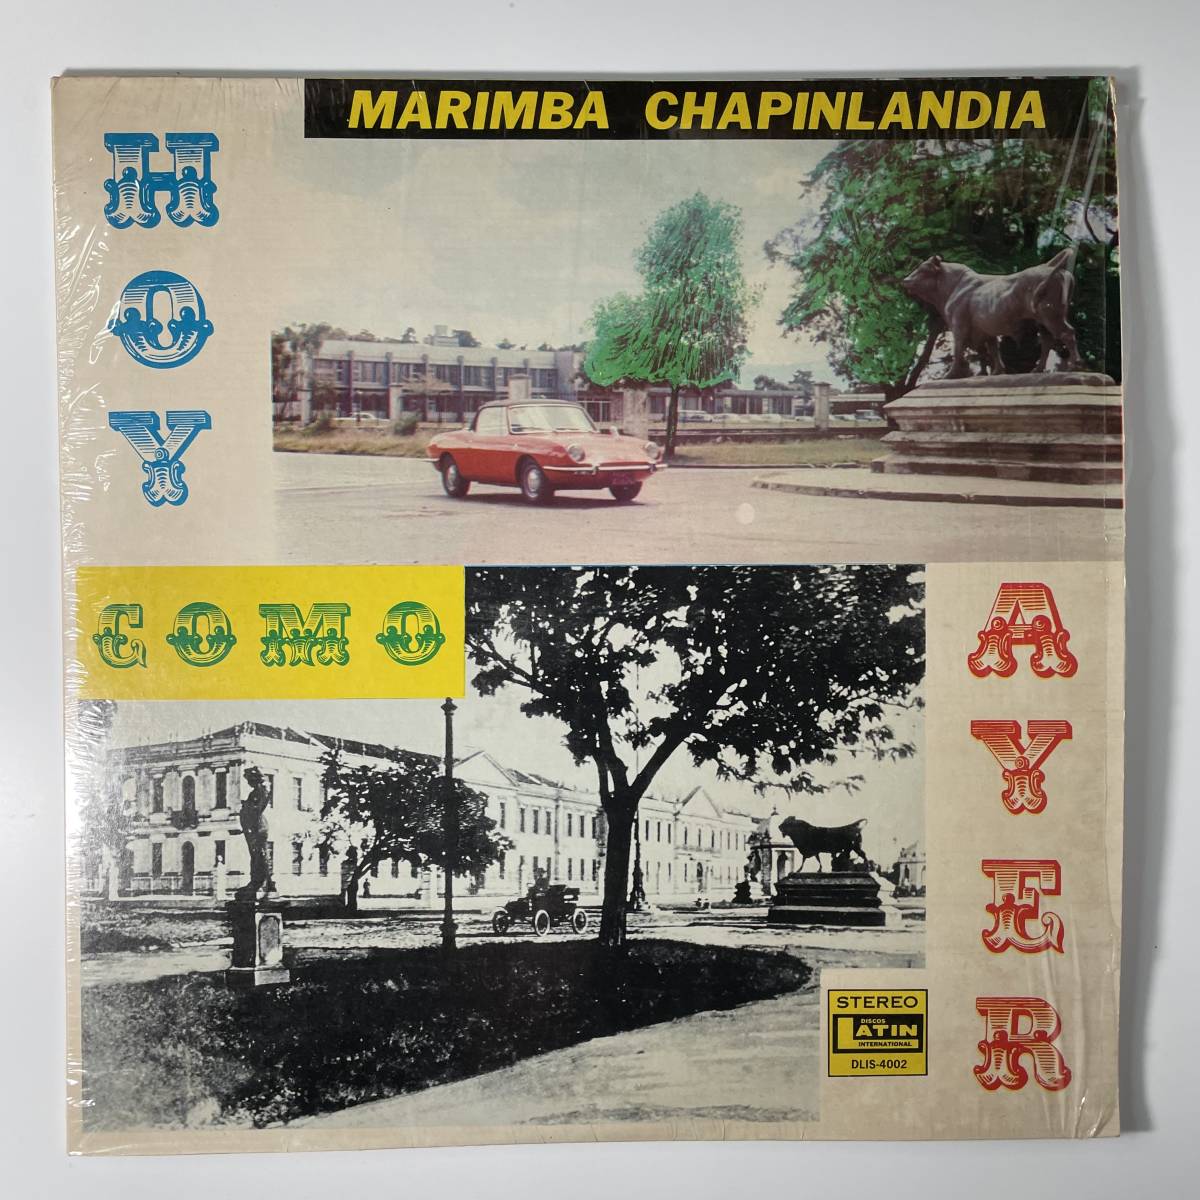 MARIMBA CHAPINLANDIA
HOY
COMO
AYER
STEREO
DISCOS
LATIN
INTERNATIONAL
DLIS-4002